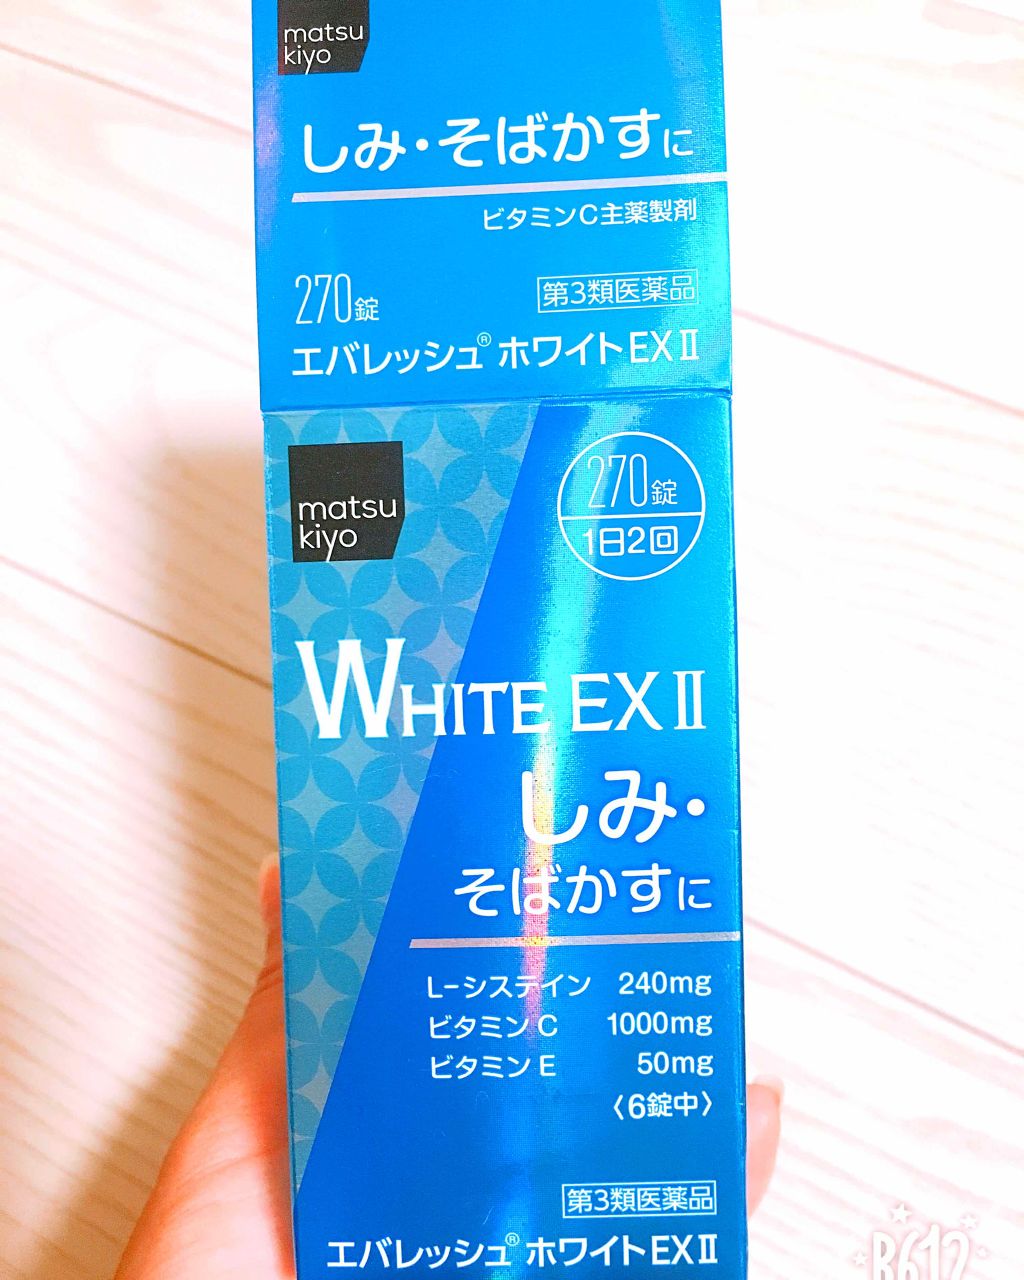 matsu
kiyo
しみ・そばかすに
ビタミンC主薬製剤
270錠
第3類医薬品
エバレッシュ®ホワイトEXⅡ
matsu
kiyo
270錠
1日2回
WHITE EXⅡ
しみ・
そばかすに
L-システイン 240mg
ビタミンC 1000mg
ビタミンE 50mg
〈6錠中〉
第3類医薬品
エバレッシュ®ホワイトEXⅡ
B612